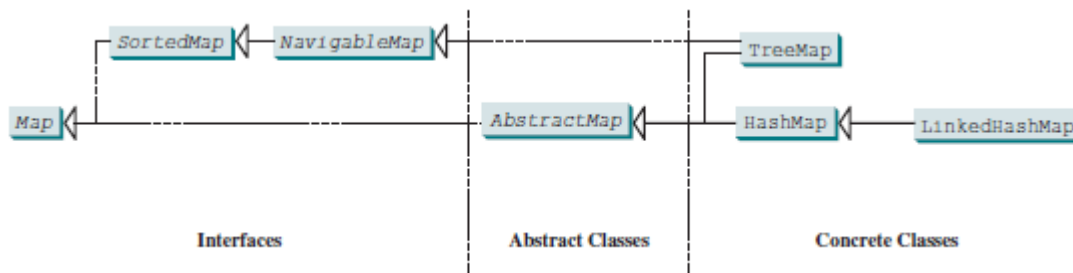 SortedMap
NavigableMap
TreeMap
Map
AbstractMap
HashMap
LinkedHashMap
Interfaces
Abstract Classes
Concrete Classes